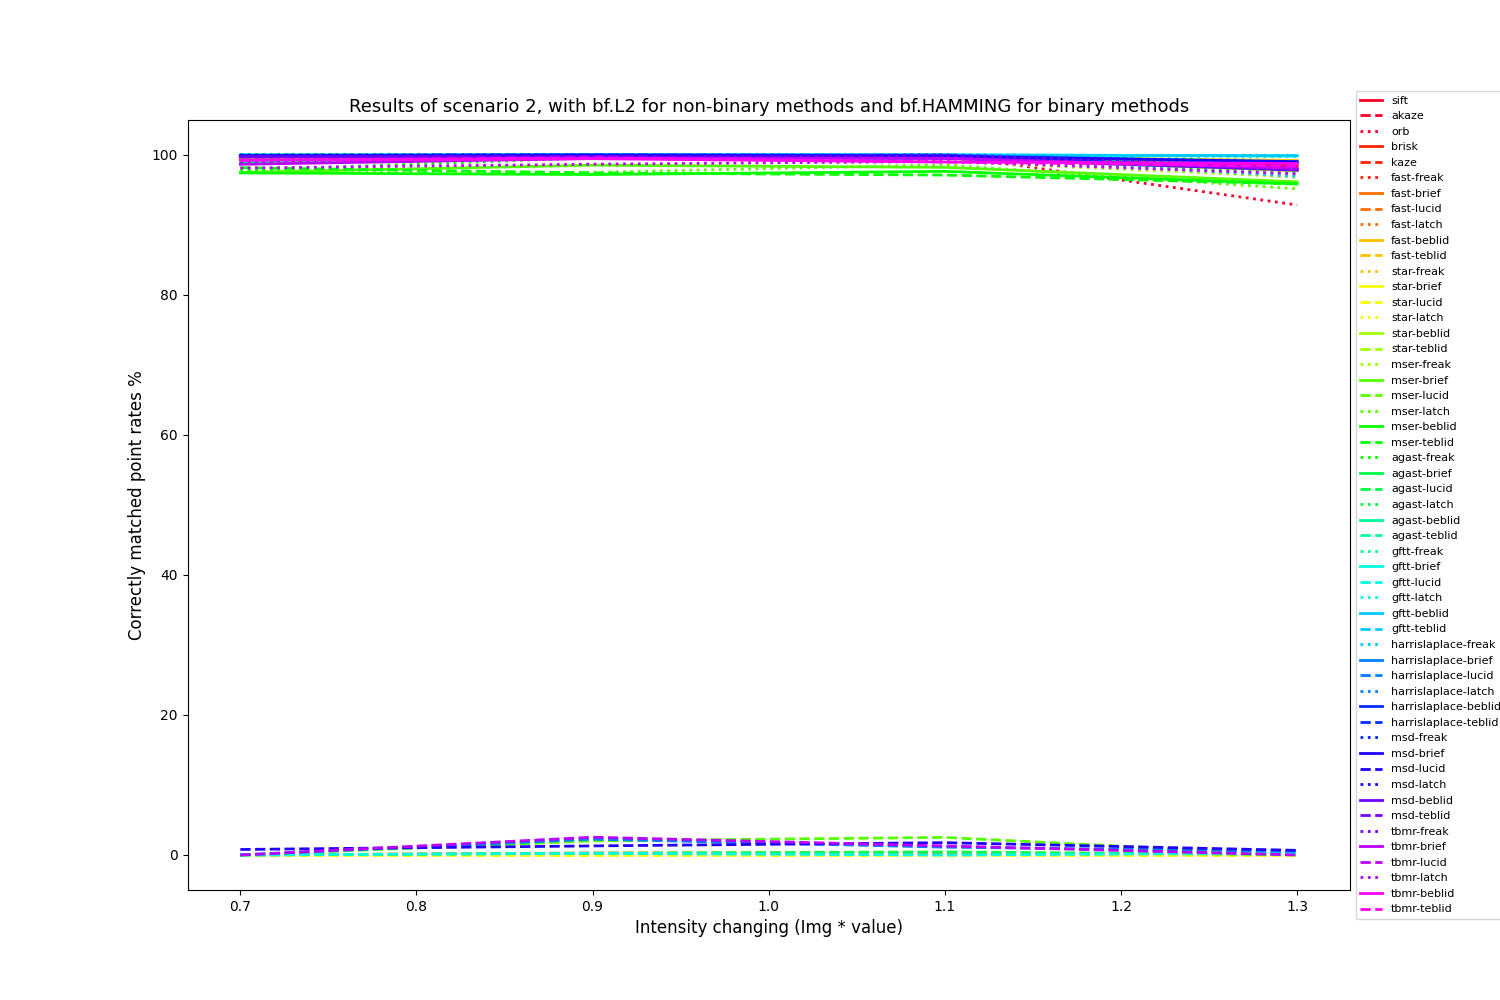 Results of scenario 2, with bf.L2 for non-binary methods and bf.HAMMING for binary methods
Correctly matched point rates %
100
80
60
40
20
0
0.7
0.8
0.9
1.0
1.1
1.2
1.3
Intensity changing (Img * value)
sift
akaze
orb
brisk
kaze
fast-freak
fast-brief
fast-lucid
fast-latch
fast-beblid
fast-teblid
star-freak
star-brief
star-lucid
star-latch
star-beblid
star-teblid
mser-freak
mser-brief
mser-lucid
mser-latch
mser-beblid
mser-teblid
agast-freak
agast-brief
agast-lucid
agast-latch
agast-beblid
agast-teblid
gftt-freak
gftt-brief
gftt-lucid
gftt-latch
gftt-beblid
gftt-teblid
harrislaplace-freak
harrislaplace-brief
harrislaplace-lucid
harrislaplace-latch
harrislaplace-beblid
harrislaplace-teblid
msd-freak
msd-brief
msd-lucid
msd-latch
msd-beblid
msd-teblid
tbmr-freak
tbmr-brief
tbmr-lucid
tbmr-latch
tbmr-beblid
tbmr-teblid